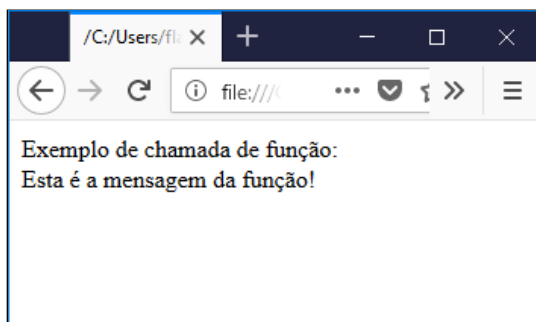 /C:/Users/fl
file:///
Exemplo de chamada de função:
Esta é a mensagem da função!